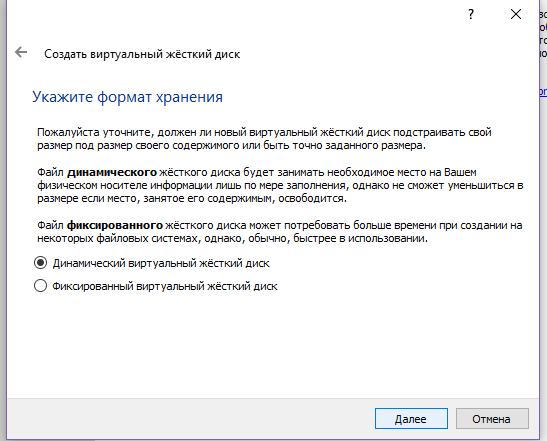 ?
Создать виртуальный жёсткий диск
Укажите формат хранения
Пожалуйста уточните, должен ли новый виртуальный жёсткий диск подстраивать свой
размер под размер своего содержимого или быть точно заданного размера.
Файл динамического жёсткого диска будет занимать необходимое место на Вашем
физическом носителе информации лишь по мере заполнения, однако не сможет уменьшиться в
размере если место, занятое его содержимым, освободится.
Файл фиксированного жёсткого диска может потребовать больше времени при создании на
некоторых файловых системах, однако, обычно, быстрее в использовании.
Динамический виртуальный жёсткий диск
Фиксированный виртуальный жёсткий диск
Далее
Отмена